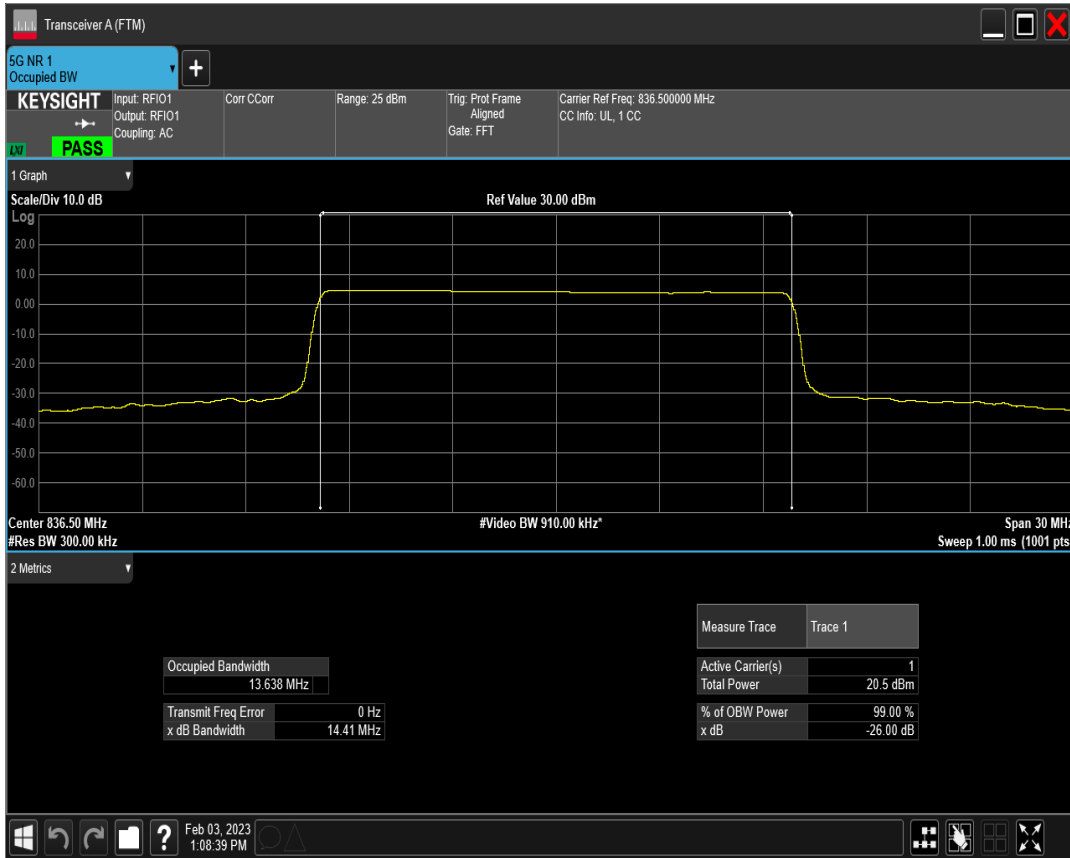 Transceiver A (FTM)
5G NR 1
Occupied BW
+
KEYSIGHT
LXI
PASS
Input: RFIO1
Output: RFIO1
Coupling: AC
Corr CCorr
Range: 25 dBm
Trig: Prot Frame
Aligned
Gate: FFT
Carrier Ref Freq: 836.500000 MHz
CC Info: UL, 1 CC
1 Graph
Scale/Div 10.0 dB
Ref Value 30.00 dBm
Log
20.0
10.0
0.00
-10.0
-20.0
-30.0
-40.0
-50.0
-60.0
Center 836.50 MHz
#Video BW 910.00 kHz*
Span 30 MHz
#Res BW 300.00 kHz
Sweep 1.00 ms (1001 pts
2 Metrics
Measure Trace Trace 1
Occupied Bandwidth
13.638 MHz
Active Carrier(s) 1
Total Power 20.5 dBm
Transmit Freq Error 0 Hz
x dB Bandwidth 14.41 MHz
% of OBW Power 99.00 %
x dB -26.00 dB
?
Feb 03, 2023
1:08:39 PM